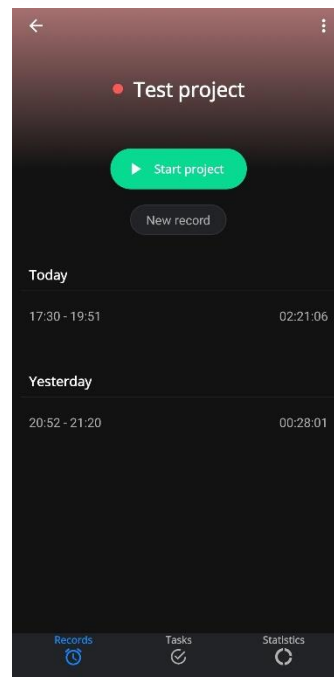 Test project
Start project
New record
Today
17:30 - 19:51 02:21:06
Yesterday
20:52 - 21:20 00:28:01
Records Tasks Statistics